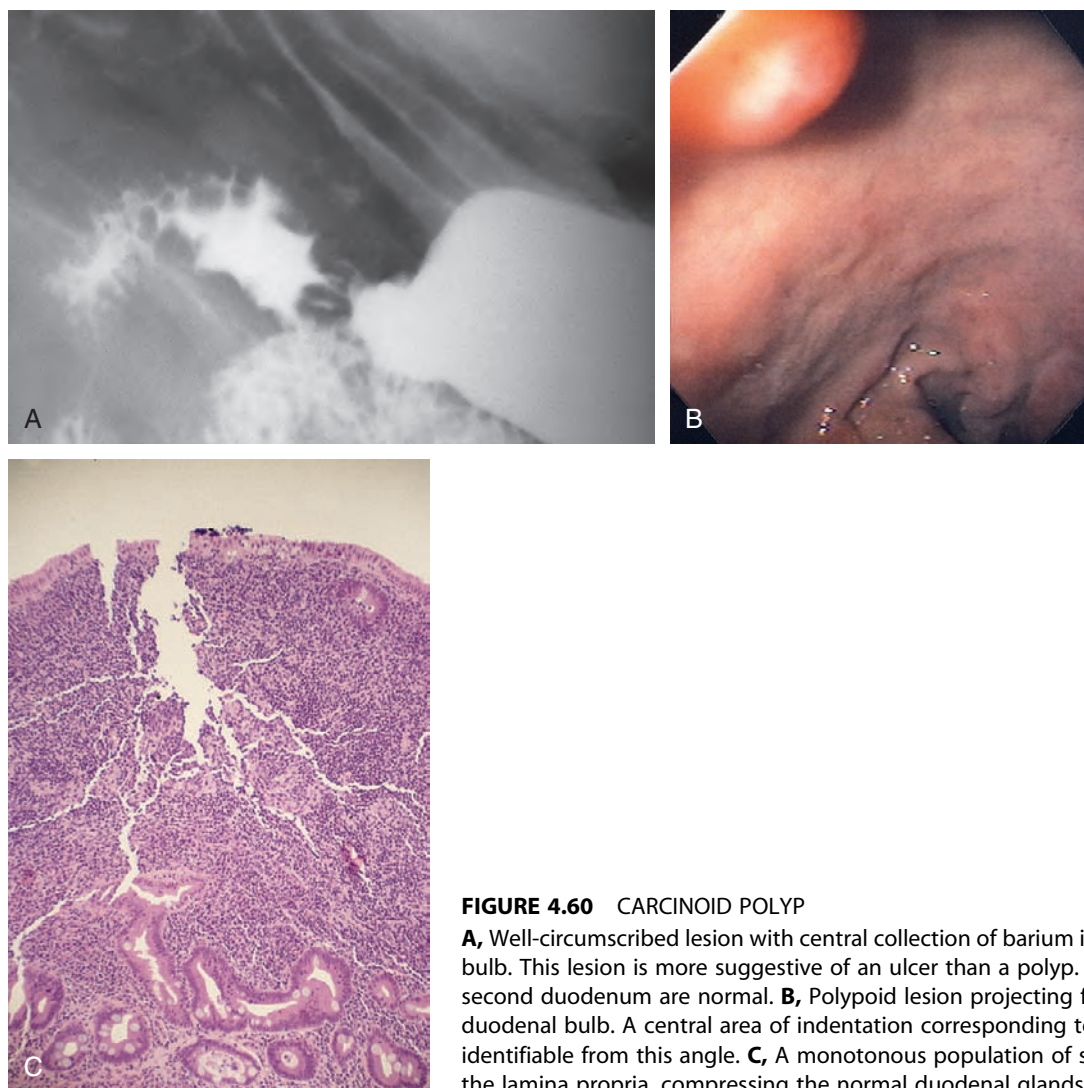 A
B
C
FIGURE 4.60 CARCINOID POLYP
A, Well-circumscribed lesion with central collection of barium i
bulb. This lesion is more suggestive of an ulcer than a polyp.
second duodenum are normal. B, Polypoid lesion projecting f
duodenal bulb. A central area of indentation corresponding t
identifiable from this angle. C, A monotonous population of s
the lamina propria, compressing the normal duodenal glands